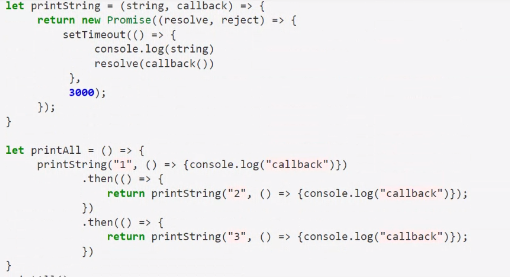 let printString = (string, callback) => {
    return new Promise((resolve, reject) => {
        setTimeout(() => {
            console.log(string)
            resolve(callback())
        },
        3000);
    });
}

let printAll = () => {
    printString("1", () => {console.log("callback")})
        .then(() => {
            return printString("2", () => {console.log("callback")});
        })
        .then(() => {
            return printString("3", () => {console.log("callback")});
        })
}